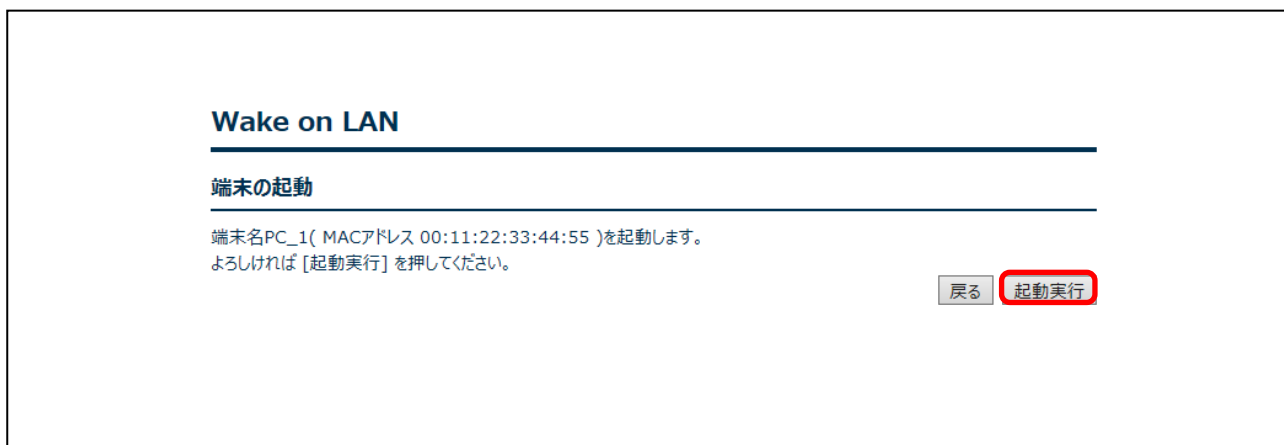 Wake on LAN
端末の起動
端末名PC_1( MACアドレス 00:11:22:33:44:55 )を起動します。
よろしければ [起動実行] を押してください。
戻る 起動実行